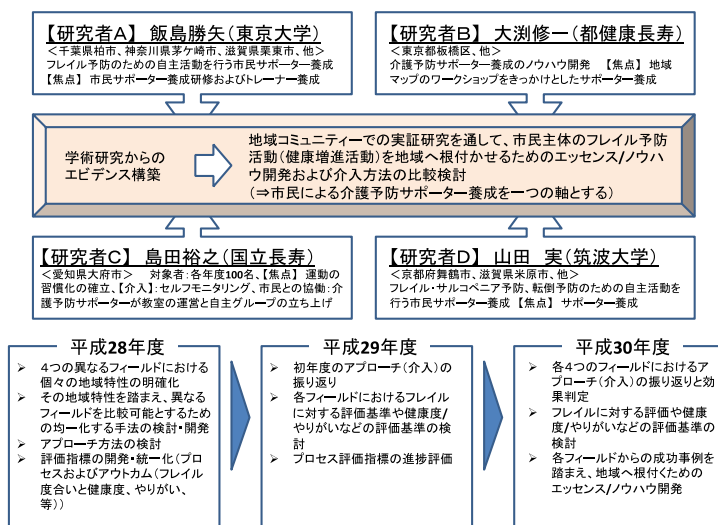 【研究者A】 飯島勝矢(東京大学)
＜千葉県柏市、神奈川県茅ヶ崎市、滋賀県栗東市、他＞
フレイル予防のための自主活動を行う市民サポーター養成
【焦点】 市民サポーター養成研修およびトレーナー養成
【研究者B】 大渕修一(都健康長寿)
＜東京都板橋区、他＞
介護予防サポーター養成のノウハウ開発 【焦点】 地域
マップのワークショップをきっかけとしたサポーター養成
学術研究からの
エビデンス構築
地域コミュニティーでの実証研究を通して、市民主体のフレイル予防
活動(健康増進活動)を地域へ根付かせるためのエッセンス/ノウハ
ウ開発および介入方法の比較検討
(⇒市民による介護予防サポーター養成を一つの軸とする)
【研究者C】 島田裕之(国立長寿)
＜愛知県大府市＞ 対象者:各年度100名、【焦点】 運動の
習慣化の確立、【介入】:セルフモニタリング、市民との協働:介
護予防サポーターが教室の運営と自主グループの立ち上げ
【研究者D】 山田 実(筑波大学)
＜京都府舞鶴市、滋賀県米原市、他＞
フレイル・サルコペニア予防、転倒予防のための自主活動を
行う市民サポーター養成 【焦点】 サポーター養成
平成28年度
➢ 4つの異なるフィールドにおける
個々の地域特性の明確化
➢ その地域特性を踏まえ、異なる
フィールドを比較可能とするため
の均一化する手法の検討・開発
➢ アプローチ方法の検討
➢ 評価指標の開発・統一化(プロセ
スおよびアウトカム(フレイル
度合いと健康度、やりがい、
等))
平成29年度
➢ 初年度のアプローチ(介入)の
振り返り
➢ 各フィールドにおけるフレイル
に対する評価基準や健康度/
やりがいなどの評価基準の検
討
➢ プロセス評価指標の進捗評価
平成30年度
➢ 各4つのフィールドにおけるア
プローチ(介入)の振り返りと効
果判定
➢ フレイルに対する評価や健康
度/やりがいなどの評価基準
の検討
➢ 各フィールドからの成功事例を
踏まえ、地域へ根付くための
エッセンス/ノウハウ開発